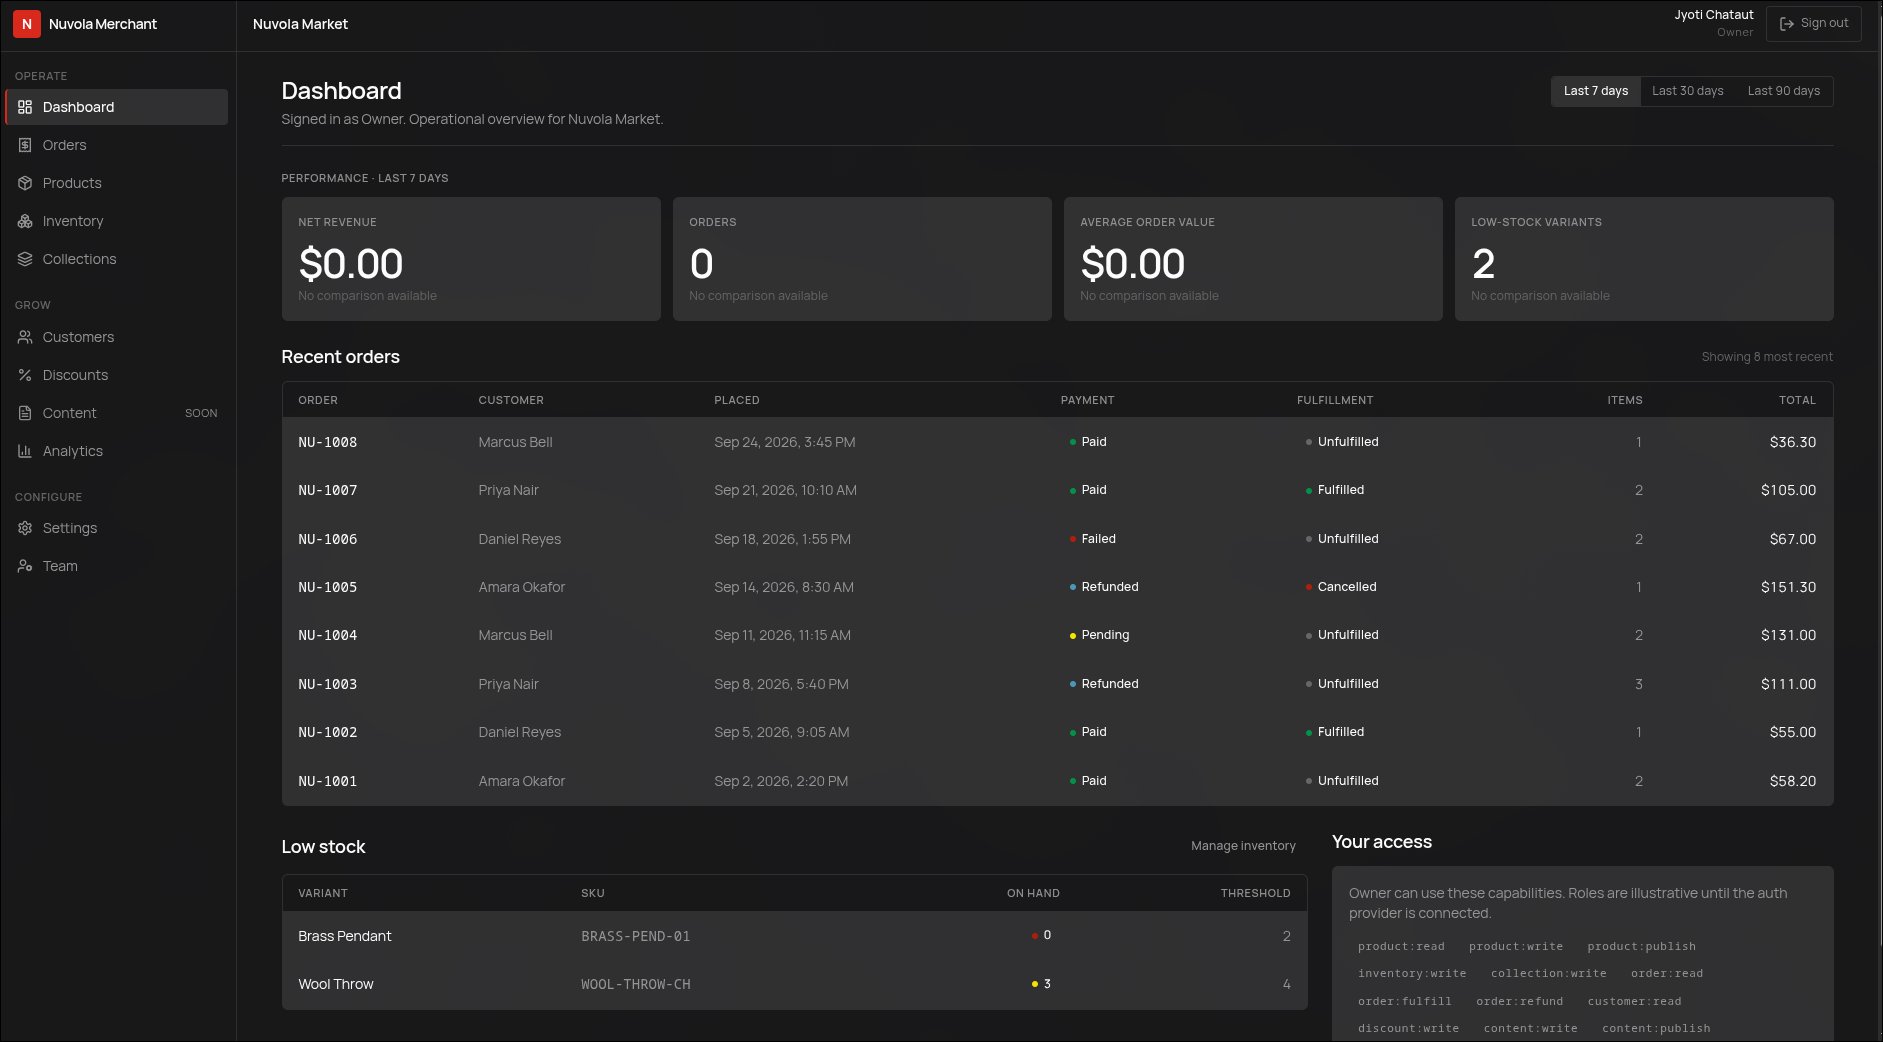 N Nuvola Merchant
Nuvola Market
Jyoti Chataut
Owner
Sign out
OPERATE
Dashboard
Orders
Products
Inventory
Collections
GROW
Customers
Discounts
Content SOON
Analytics
CONFIGURE
Settings
Team
Dashboard
Signed in as Owner. Operational overview for Nuvola Market.
Last 7 days Last 30 days Last 90 days
PERFORMANCE · LAST 7 DAYS
NET REVENUE
$0.00
No comparison available
ORDERS
0
No comparison available
AVERAGE ORDER VALUE
$0.00
No comparison available
LOW-STOCK VARIANTS
2
No comparison available
Recent orders
Showing 8 most recent
ORDER CUSTOMER PLACED PAYMENT FULFILLMENT ITEMS TOTAL
NU-1008 Marcus Bell Sep 24, 2026, 3:45 PM Paid Unfulfilled 1 $36.30
NU-1007 Priya Nair Sep 21, 2026, 10:10 AM Paid Fulfilled 2 $105.00
NU-1006 Daniel Reyes Sep 18, 2026, 1:55 PM Failed Unfulfilled 2 $67.00
NU-1005 Amara Okafor Sep 14, 2026, 8:30 AM Refunded Cancelled 1 $151.30
NU-1004 Marcus Bell Sep 11, 2026, 11:15 AM Pending Unfulfilled 2 $131.00
NU-1003 Priya Nair Sep 8, 2026, 5:40 PM Refunded Unfulfilled 3 $111.00
NU-1002 Daniel Reyes Sep 5, 2026, 9:05 AM Paid Fulfilled 1 $55.00
NU-1001 Amara Okafor Sep 2, 2026, 2:20 PM Paid Unfulfilled 2 $58.20
Low stock
Manage inventory
VARIANT SKU ON HAND THRESHOLD
Brass Pendant BRASS-PEND-01 0 2
Wool Throw WOOL-THROW-CH 3 4
Your access
Owner can use these capabilities. Roles are illustrative until the auth
provider is connected.
product:read product:write product:publish
inventory:write collection:write order:read
order:fulfill order:refund customer:read
discount:write content:write content:publish